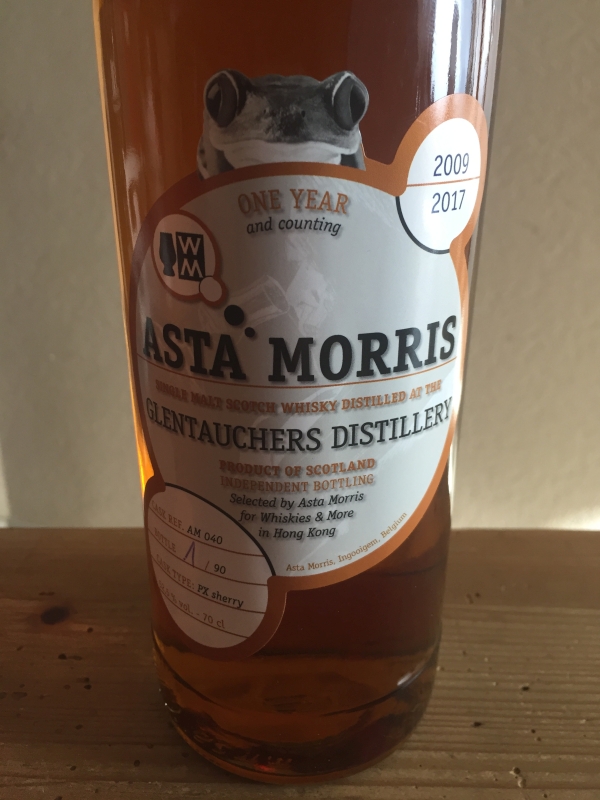 2009
2017
ONE YEAR
and counting
W
M
ASTA MORRIS
SINGLE MALT SCOTCH WHISKY DISTILLED AT THE
GLENTAUCHERS DISTILLERY
PRODUCT OF SCOTLAND
INDEPENDENT BOTTLING
Selected by Asta Morris
for Whiskies & More
in Hong Kong
Asta Morris, Ingooigem, Belgium
CASK REF: AM 040
BOTTLE 1 / 90
CASK TYPE: PX sherry
% vol. - 70 cl